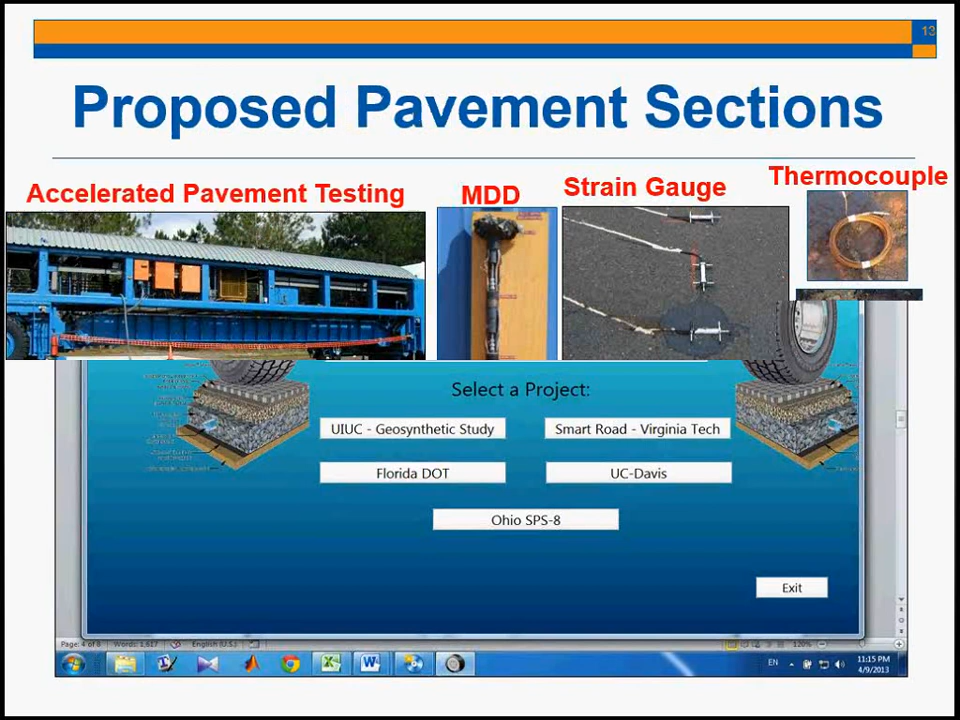 13
Proposed Pavement Sections
Accelerated Pavement Testing
MDD
Strain Gauge
Thermocouple
Select a Project:
UIUC - Geosynthetic Study
Smart Road - Virginia Tech
Florida DOT
UC-Davis
Ohio SPS-8
Exit
Page: 4 of 8 Words: 1,617 English (U.S.) 120%
EN
11:15 PM
4/9/2013